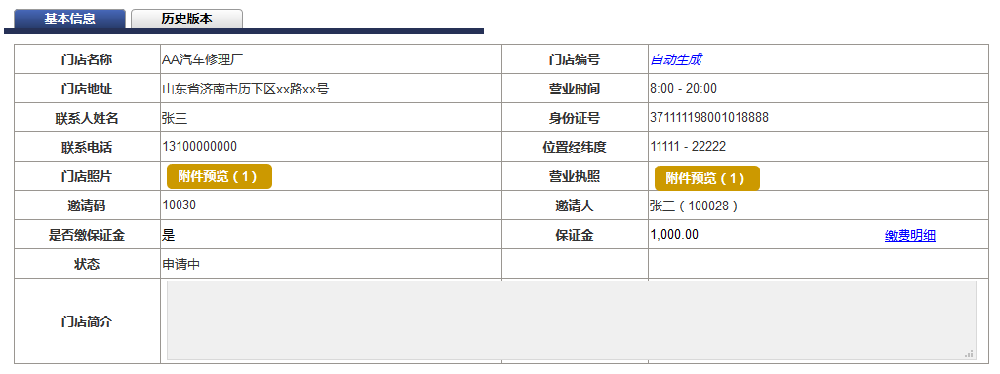 基本信息 历史版本
门店名称 AA汽车修理厂 门店编号 自动生成
门店地址 山东省济南市历下区xx路xx号 营业时间 8:00 - 20:00
联系人姓名 张三 身份证号 371111198001018888
联系电话 13100000000 位置经纬度 11111 - 22222
门店照片 附件预览（1） 营业执照 附件预览（1）
邀请码 10030 邀请人 张三（100028）
是否缴保证金 是 保证金 1,000.00 缴费明细
状态 申请中
门店简介